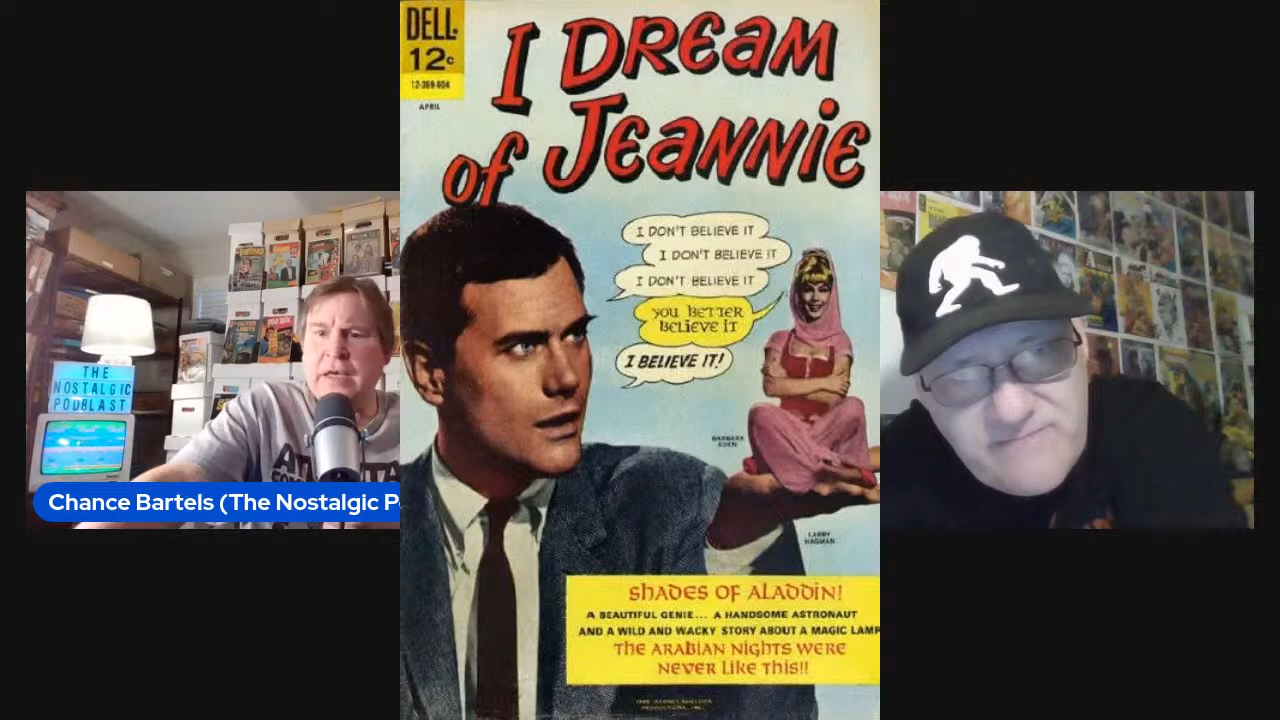 DELL
12¢
12-369-604
APRIL
I DREAM
of JEANNIE
I DON'T BELIEVE IT
I DON'T BELIEVE IT
I DON'T BELIEVE IT
YOU BETTER
BELIEVE IT
I BELIEVE IT!
BARBARA
EDEN
LARRY
HAGMAN
SHADES OF ALADDIN!
A BEAUTIFUL GENIE... A HANDSOME ASTRONAUT
AND A WILD AND WACKY STORY ABOUT A MAGIC LAMP
THE ARABIAN NIGHTS WERE
NEVER LIKE THIS!!
PRODUCTIONS, INC.
THE
NOSTALGIC
PODBLAST
Chance Bartels (The Nostalgic P